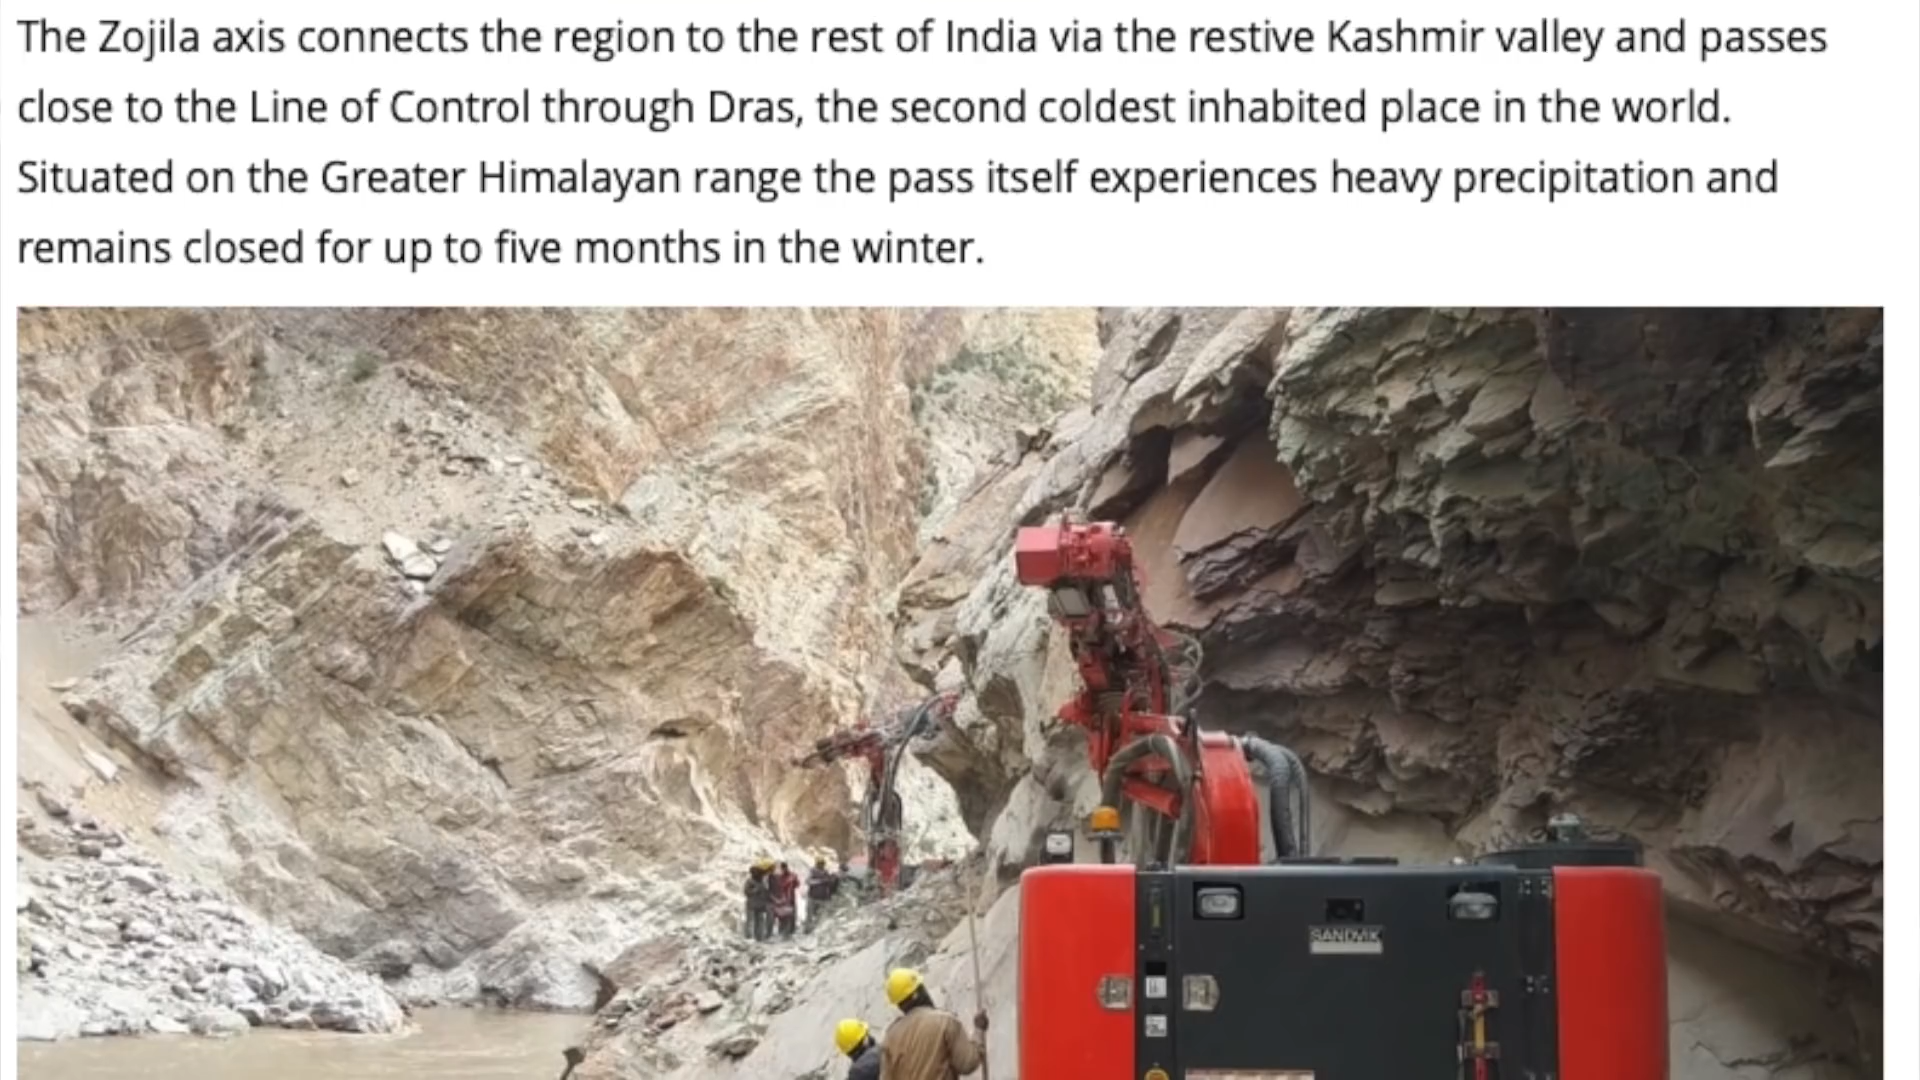 The Zojila axis connects the region to the rest of India via the restive Kashmir valley and passes
close to the Line of Control through Dras, the second coldest inhabited place in the world.
Situated on the Greater Himalayan range the pass itself experiences heavy precipitation and
remains closed for up to five months in the winter.
SANDVIK